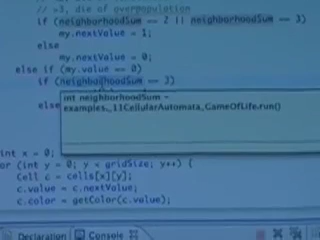 // >3, die of overpopulation
if (neighborhoodSum == 2 || neighborhoodSum == 3)
my.nextValue = 1;
else
my.nextValue = 0;
else if (my.value == 0)
if (neighborhoodSum == 3)
int neighborhoodSum -
examples._11CellularAutomata.GameOfLife.run()
else
int x = 0;
for (int y = 0; y < gridSize; y++) {
Cell c = cells[x][y];
c.value = c.nextValue;
c.color = getColor(c.value);
Declaration
Console